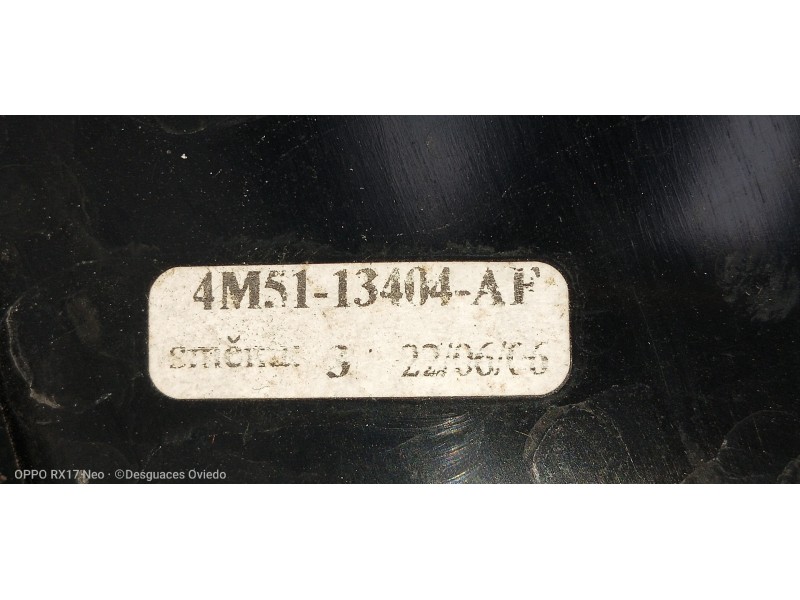 4M51-13404-AF
směna: 3 22/06/06
OPPO RX17 Neo · ©Desguaces Oviedo